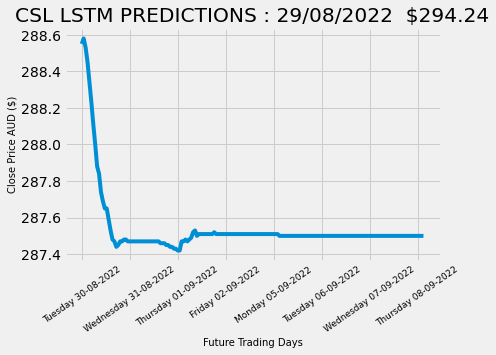 CSL LSTM PREDICTIONS : 29/08/2022 $294.24
288.6
288.4
288.2
288.0
287.8
287.6
287.4
Close Price AUD ($)
Tuesday 30-08-2022
Wednesday 31-08-2022
Thursday 01-09-2022
Friday 02-09-2022
Monday 05-09-2022
Tuesday 06-09-2022
Wednesday 07-09-2022
Thursday 08-09-2022
Future Trading Days